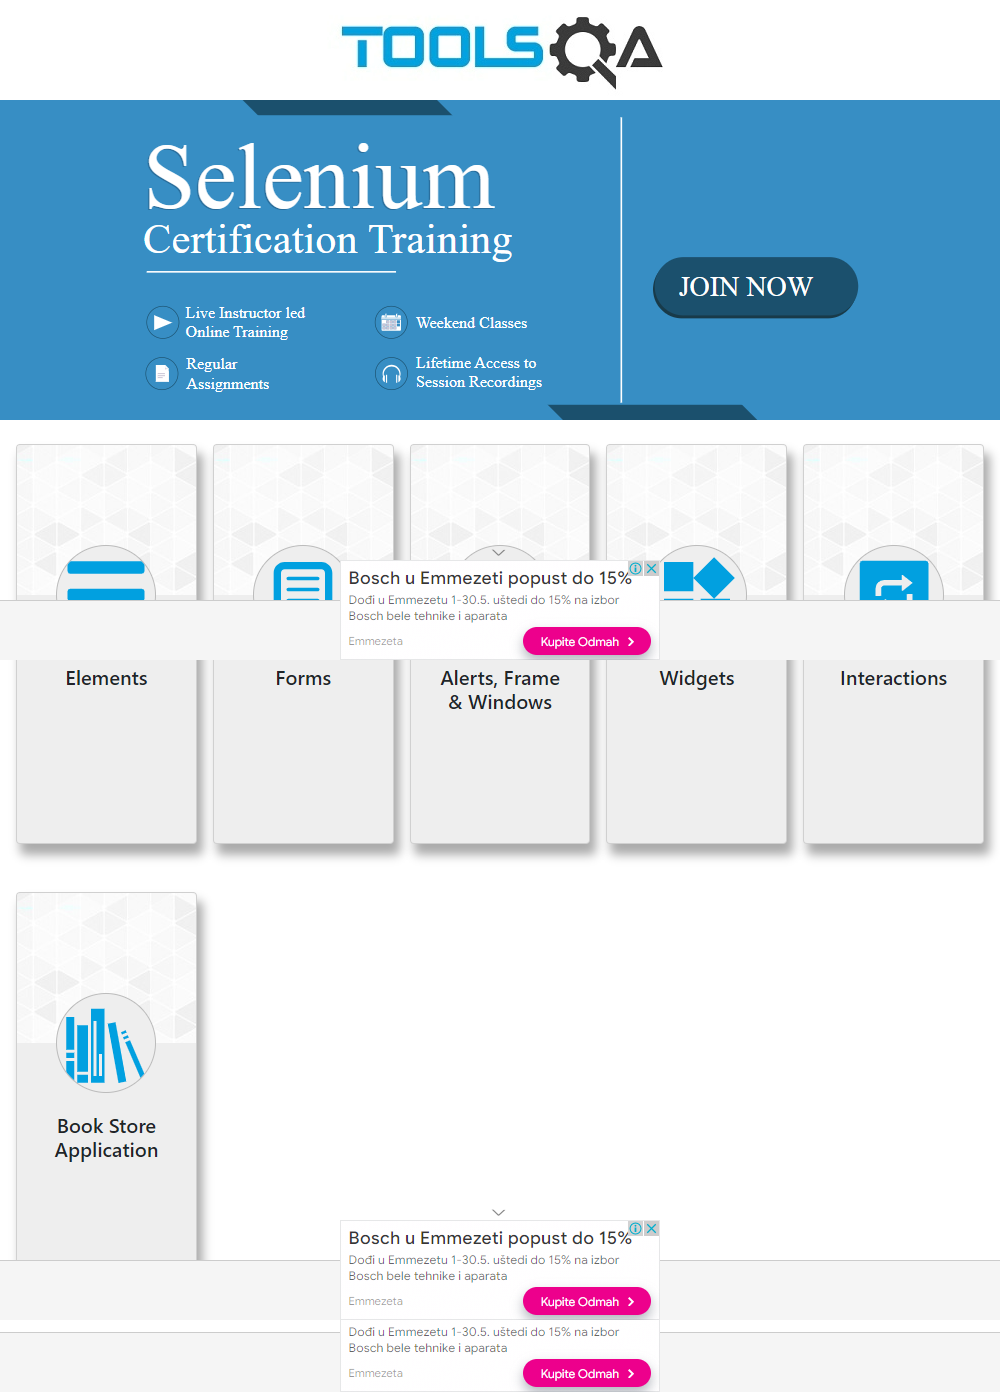 TOOLSQA
Selenium
Certification Training
JOIN NOW
Live Instructor led
Online Training
Weekend Classes
Regular
Assignments
Lifetime Access to
Session Recordings
Bosch u Emmezeti popust do 15%
Dođi u Emmezetu 1-30.5. uštedi do 15% na izbor
Bosch bele tehnike i aparata
Emmezeta
Kupite Odmah
Elements
Forms
Alerts, Frame
& Windows
Widgets
Interactions
Book Store
Application
Bosch u Emmezeti popust do 15%
Dođi u Emmezetu 1-30.5. uštedi do 15% na izbor
Bosch bele tehnike i aparata
Emmezeta
Kupite Odmah
Dođi u Emmezetu 1-30.5. uštedi do 15% na izbor
Bosch bele tehnike i aparata
Emmezeta
Kupite Odmah